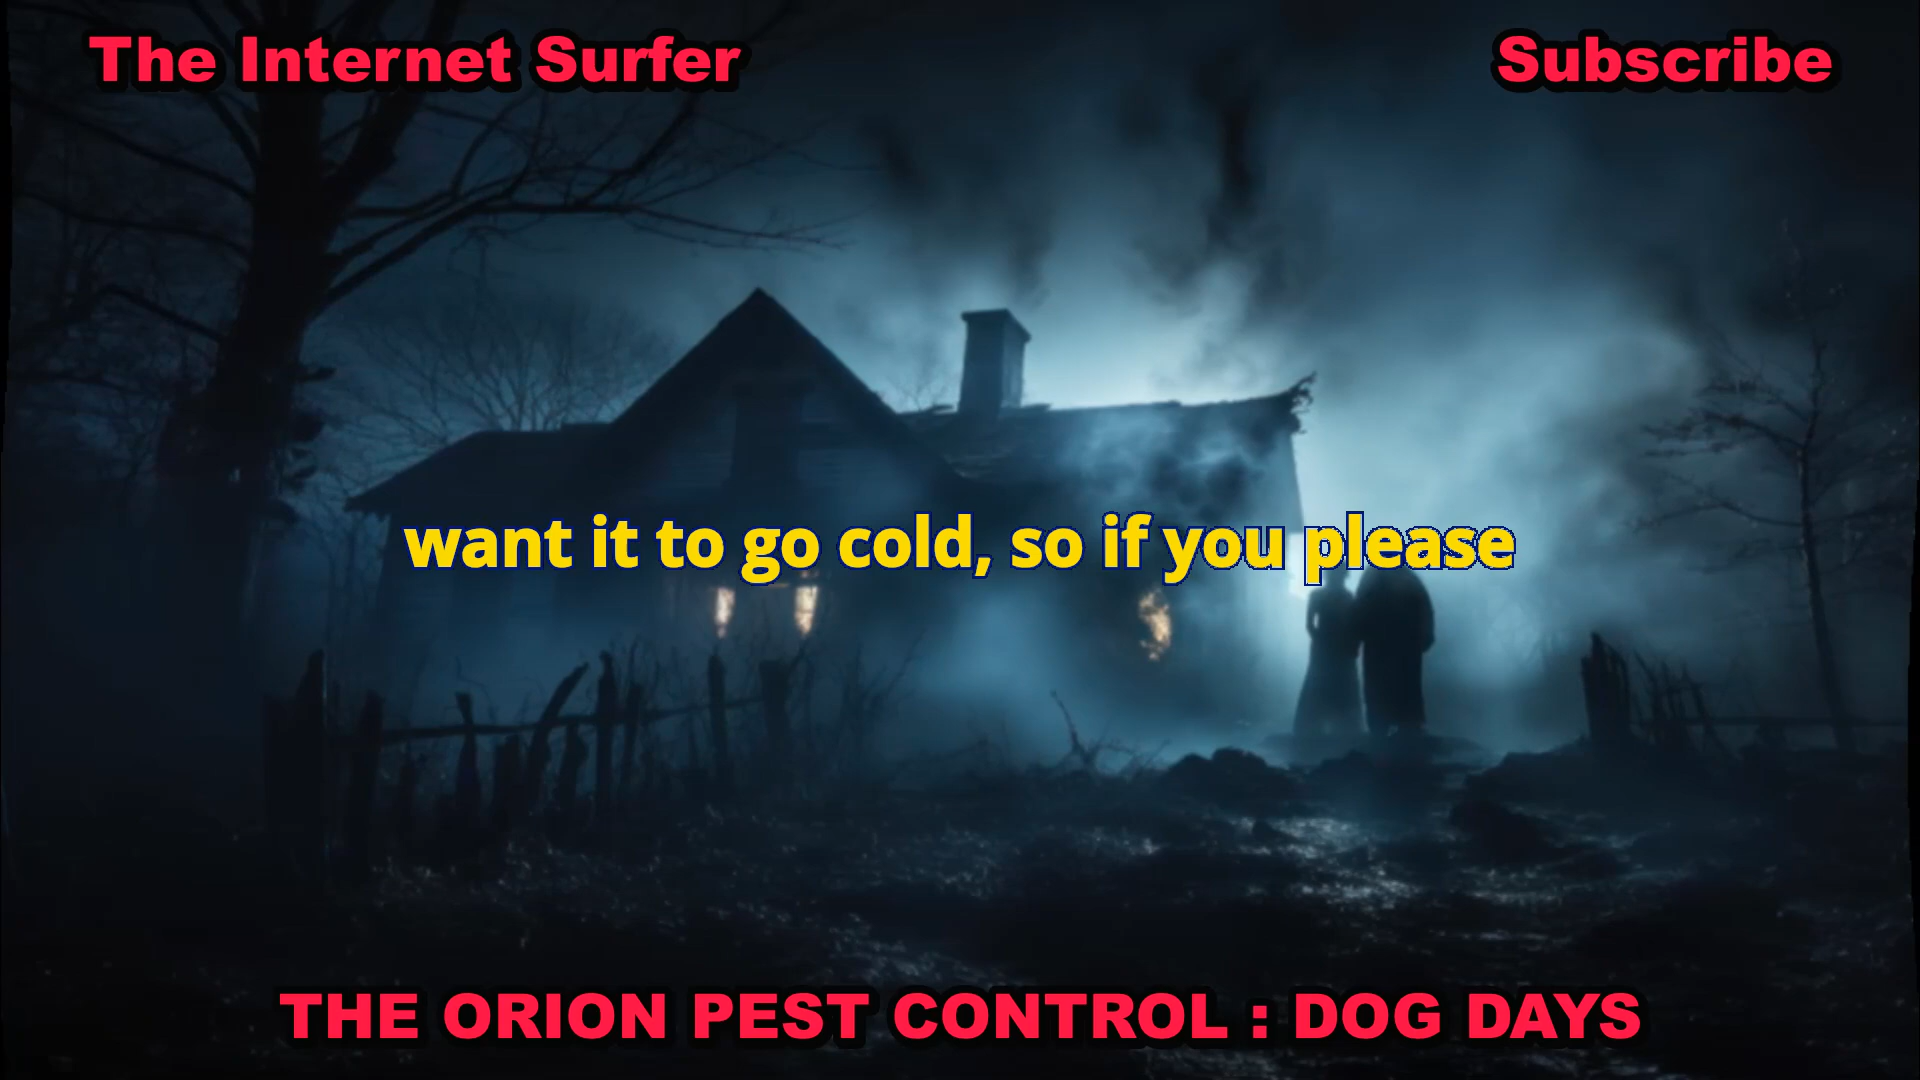 The Internet Surfer
Subscribe
want it to go cold, so if you please
THE ORION PEST CONTROL : DOG DAYS